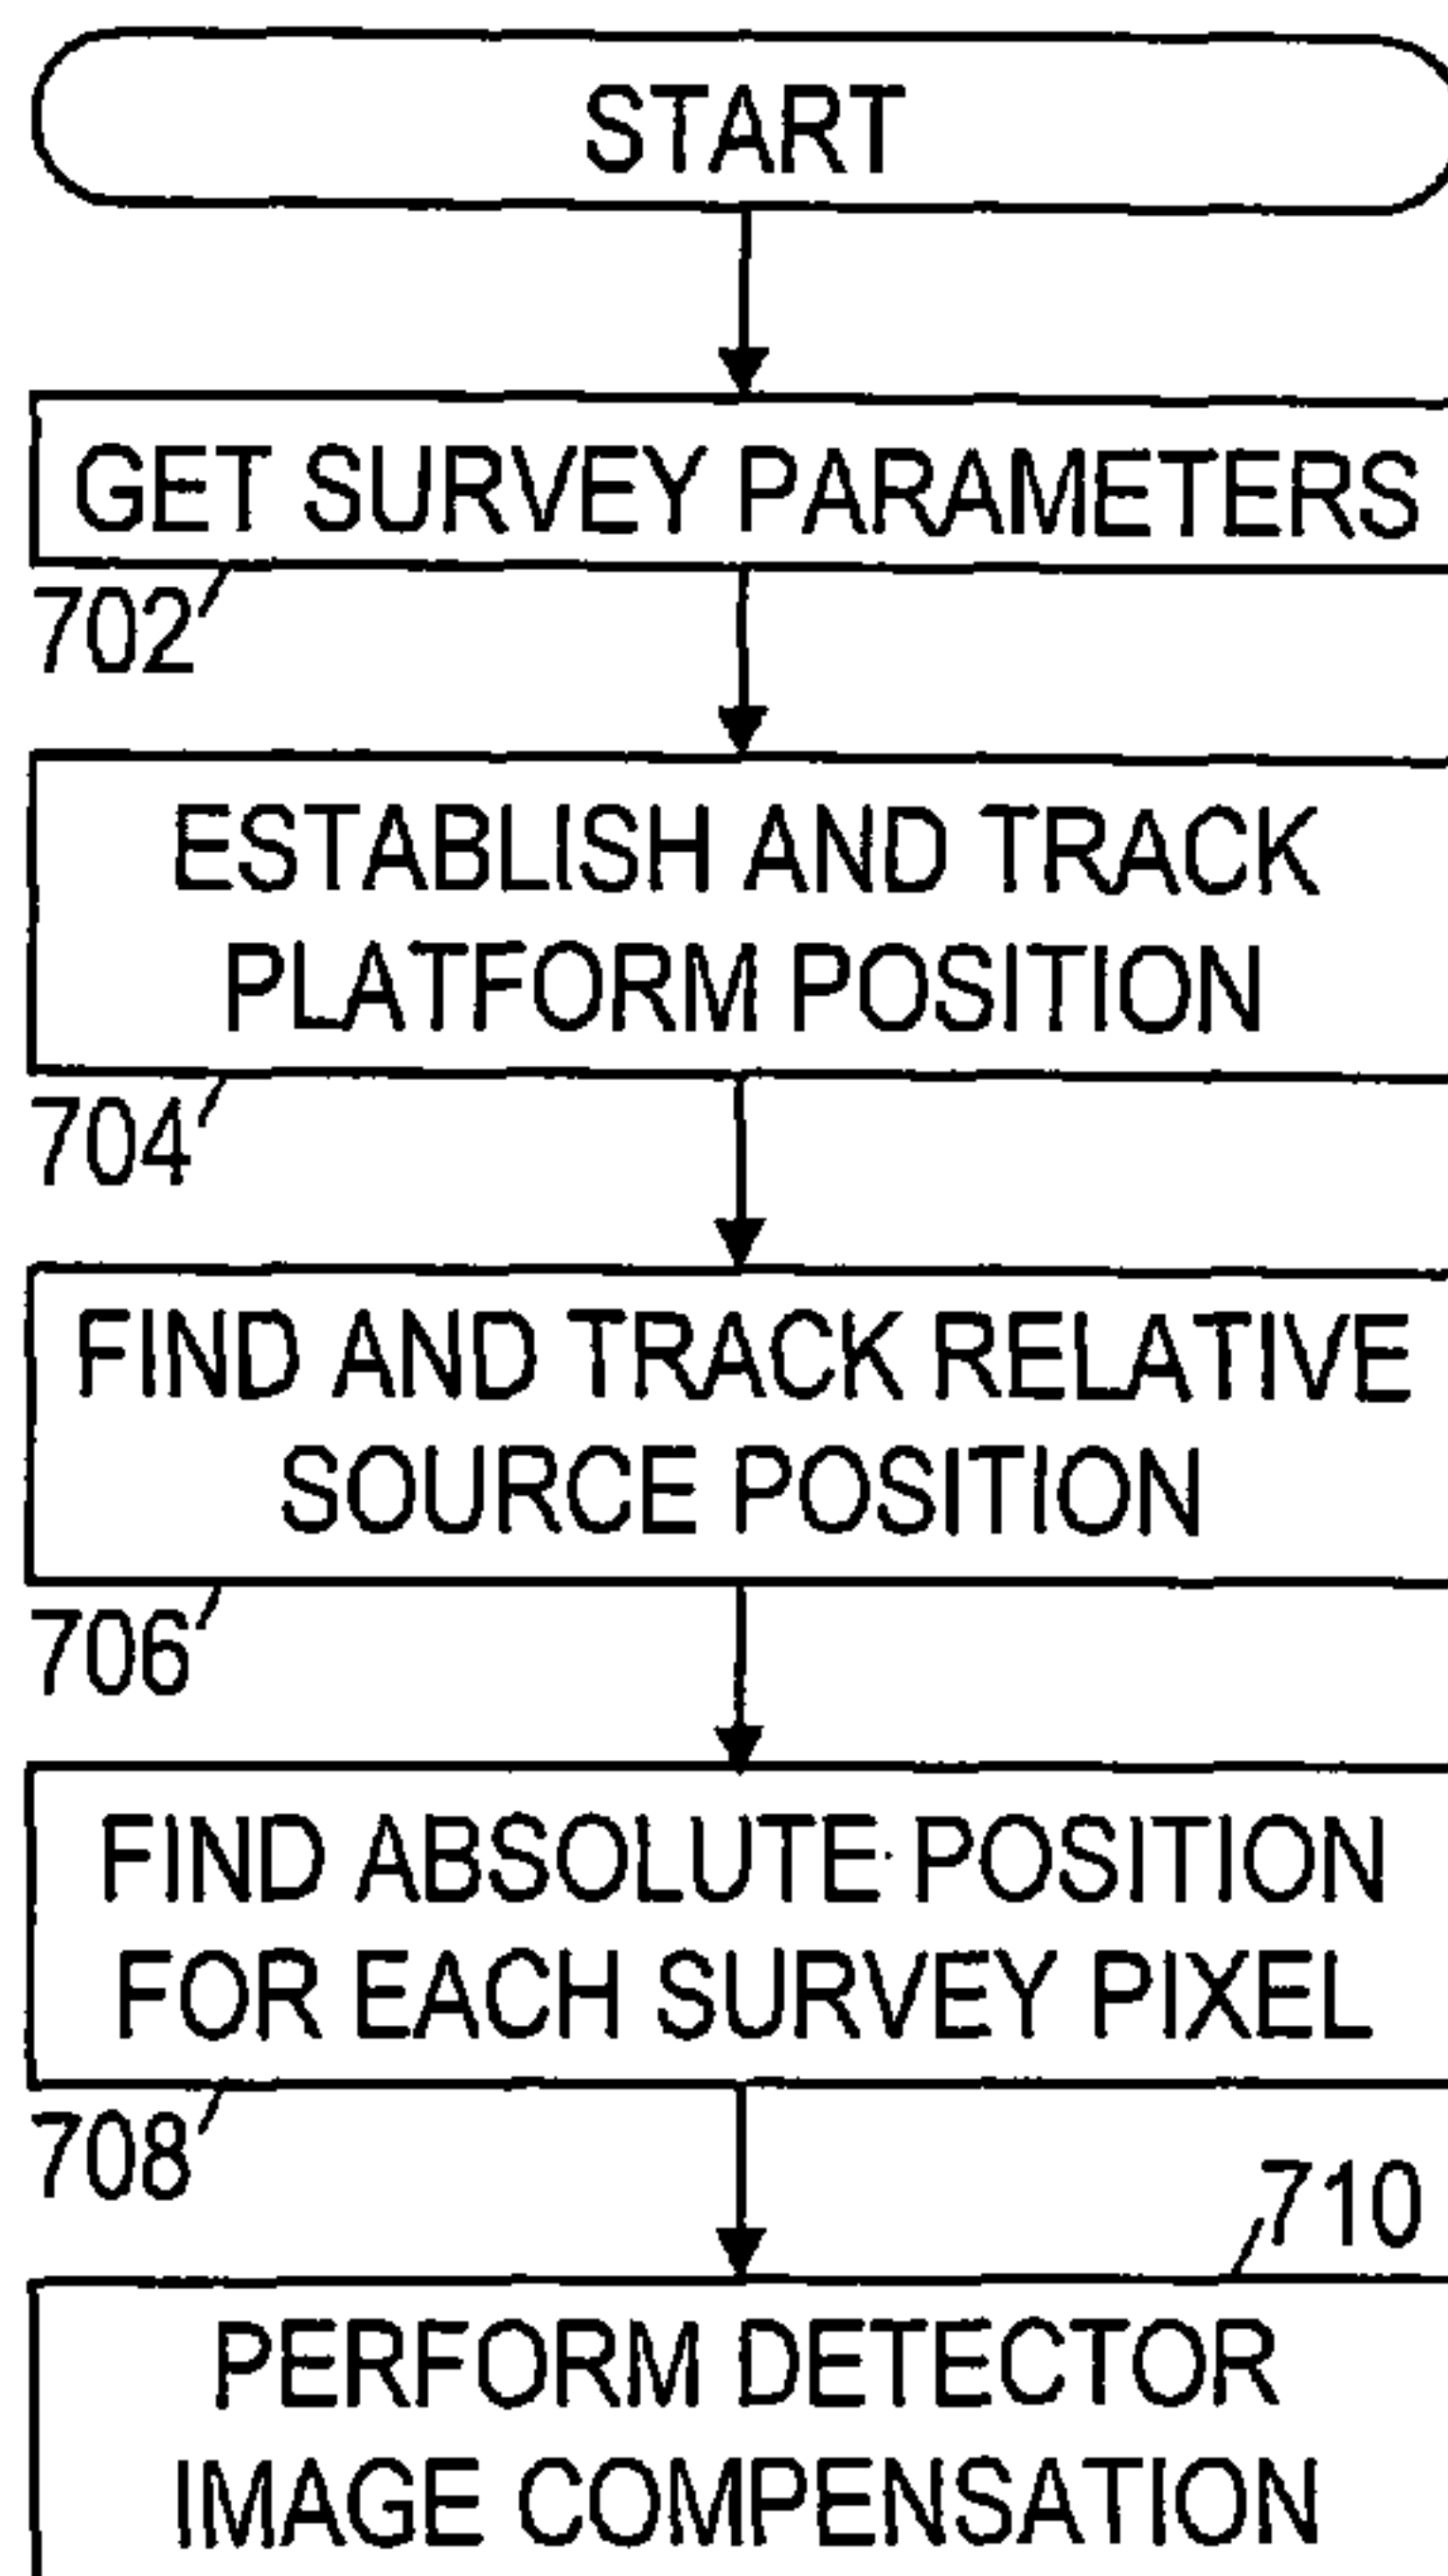 START
GET SURVEY PARAMETERS
702
ESTABLISH AND TRACK
PLATFORM POSITION
704
FIND AND TRACK RELATIVE
SOURCE POSITION
706
FIND ABSOLUTE POSITION
FOR EACH SURVEY PIXEL
708
710
PERFORM DETECTOR
IMAGE COMPENSATION